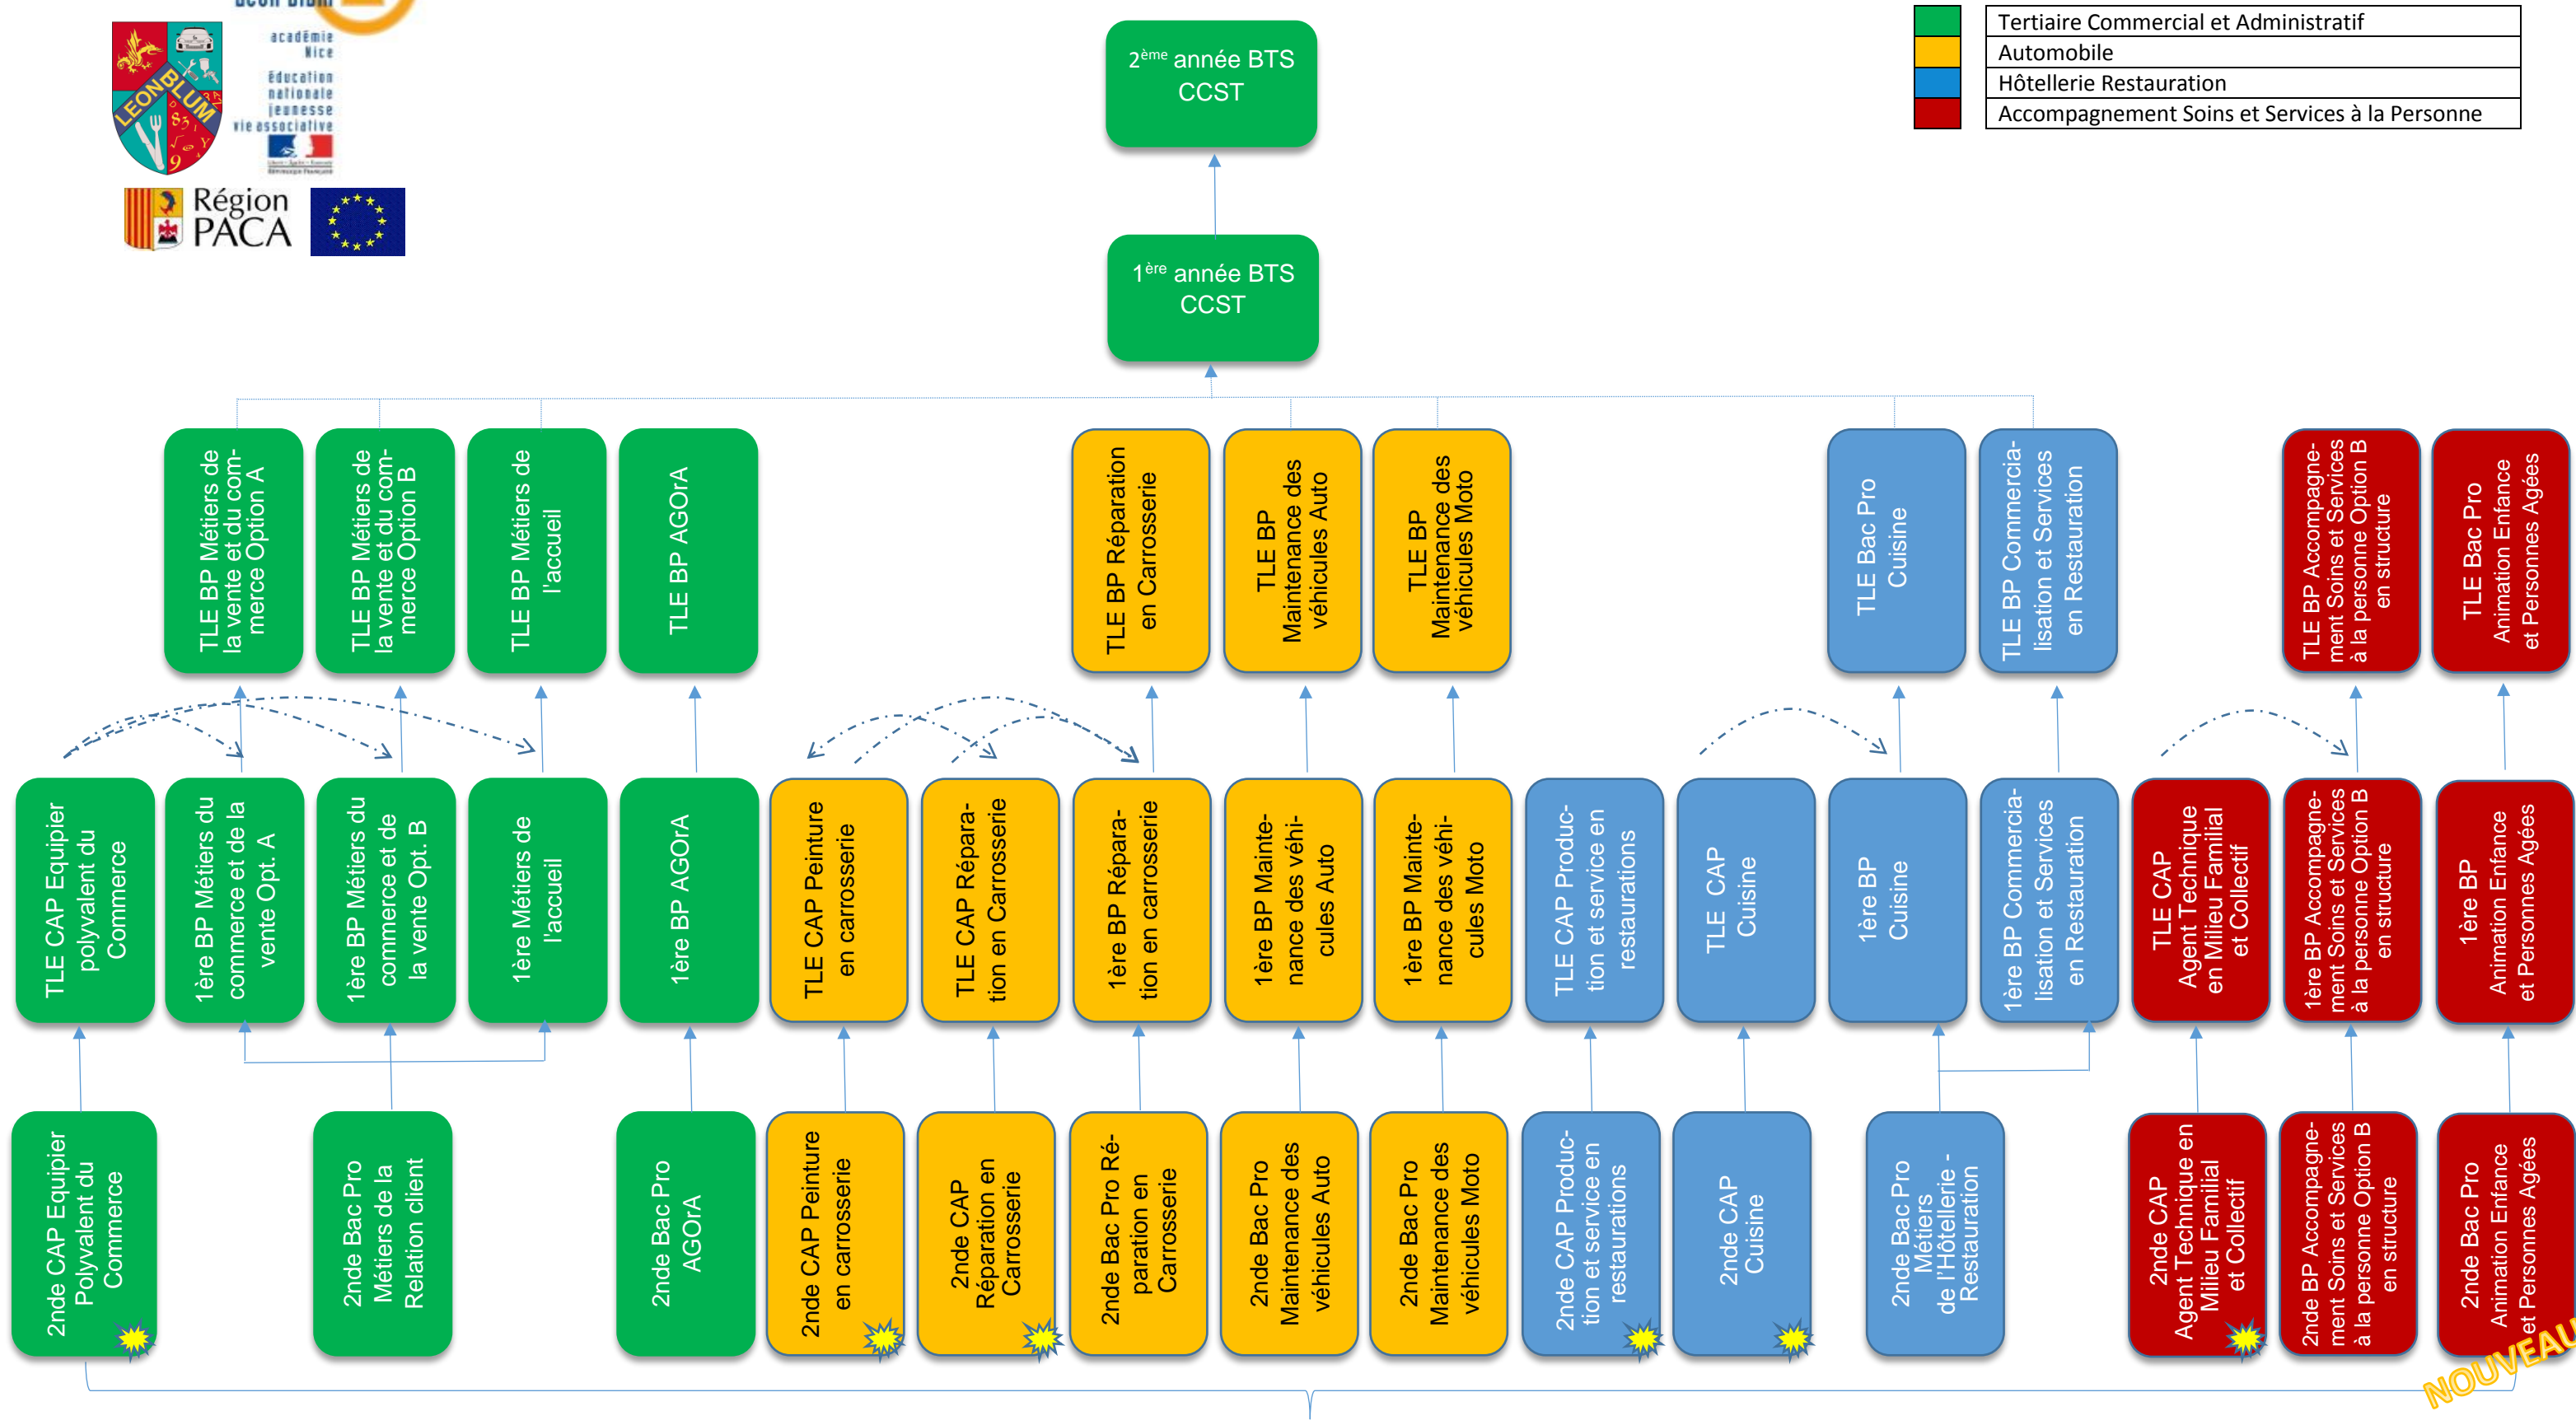 académie
Nice
éducation
nationale
jeunesse
vie associative
RÉPUBLIQUE FRANÇAISE
LEON BLUM
Région
PACA
Tertiaire Commercial et Administratif
Automobile
Hôtellerie Restauration
Accompagnement Soins et Services à la Personne
2ème année BTS
CCST
1ère année BTS
CCST
TLE BP Métiers de
la vente et du com-
merce Option A
TLE BP Métiers de
la vente et du com-
merce Option B
TLE BP Métiers de
l'accueil
TLE BP AGOrA
TLE BP Réparation
en Carrosserie
TLE BP
Maintenance des
véhicules Auto
TLE BP
Maintenance des
véhicules Moto
TLE Bac Pro
Cuisine
TLE BP Commercia-
lisation et Services
en Restauration
TLE BP Accompagne-
ment Soins et Services
à la personne Option B
en structure
TLE Bac Pro
Animation Enfance
et Personnes Agées
TLE CAP Equipier
polyvalent du
Commerce
1ère BP Métiers du
commerce et de la
vente Opt. A
1ère BP Métiers du
commerce et de
la vente Opt. B
1ère Métiers de
l'accueil
1ère BP AGOrA
TLE CAP Peinture
en carrosserie
TLE CAP Répara-
tion en Carrosserie
1ère BP Répara-
tion en carrosserie
1ère BP Mainte-
nance des véhi-
cules Auto
1ère BP Mainte-
nance des véhi-
cules Moto
TLE CAP Produc-
tion et service en
restaurations
TLE CAP
Cuisine
1ère BP
Cuisine
1ère BP Commercia-
lisation et Services
en Restauration
TLE CAP
Agent Technique
en Milieu Familial
et Collectif
1ère BP Accompagne-
ment Soins et Services
à la personne Option B
en structure
1ère BP
Animation Enfance
et Personnes Agées
2nde CAP Equipier
Polyvalent du
Commerce
2nde Bac Pro
Métiers de la
Relation client
2nde Bac Pro
AGOrA
2nde CAP Peinture
en carrosserie
2nde CAP
Réparation en
Carrosserie
2nde Bac Pro Ré-
paration en
Carrosserie
2nde Bac Pro
Maintenance des
véhicules Auto
2nde Bac Pro
Maintenance des
véhicules Moto
2nde CAP Produc-
tion et service en
restaurations
2nde CAP
Cuisine
2nde Bac Pro
Métiers
de l'Hôtellerie -
Restauration
2nde CAP
Agent Technique en
Milieu Familial
et Collectif
2nde BP Accompagne-
ment Soins et Services
à la personne Option B
en structure
2nde Bac Pro
Animation Enfance
et Personnes Agées
NOUVEAU